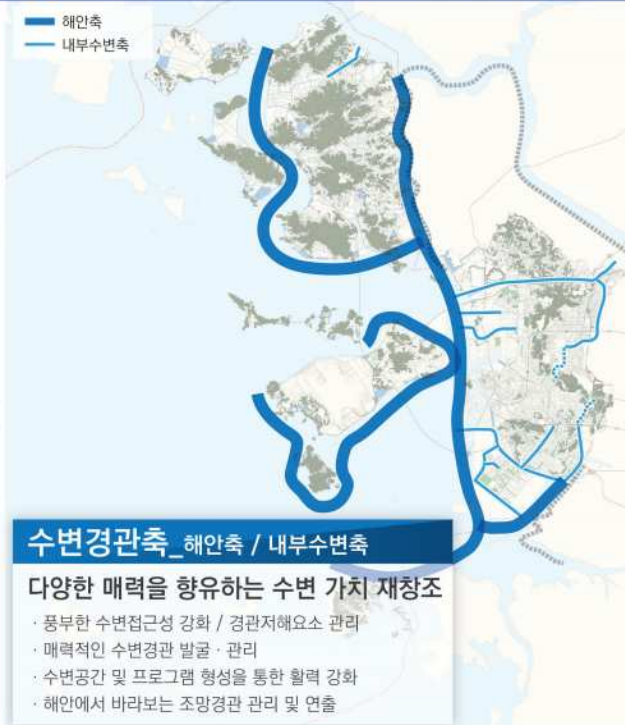 해안축
내부수변축
수변경관축_해안축 / 내부수변축
다양한 매력을 향유하는 수변 가치 재창조
· 풍부한 수변접근성 강화 / 경관저해요소 관리
· 매력적인 수변경관 발굴 · 관리
· 수변공간 및 프로그램 형성을 통한 활력 강화
· 해안에서 바라보는 조망경관 관리 및 연출